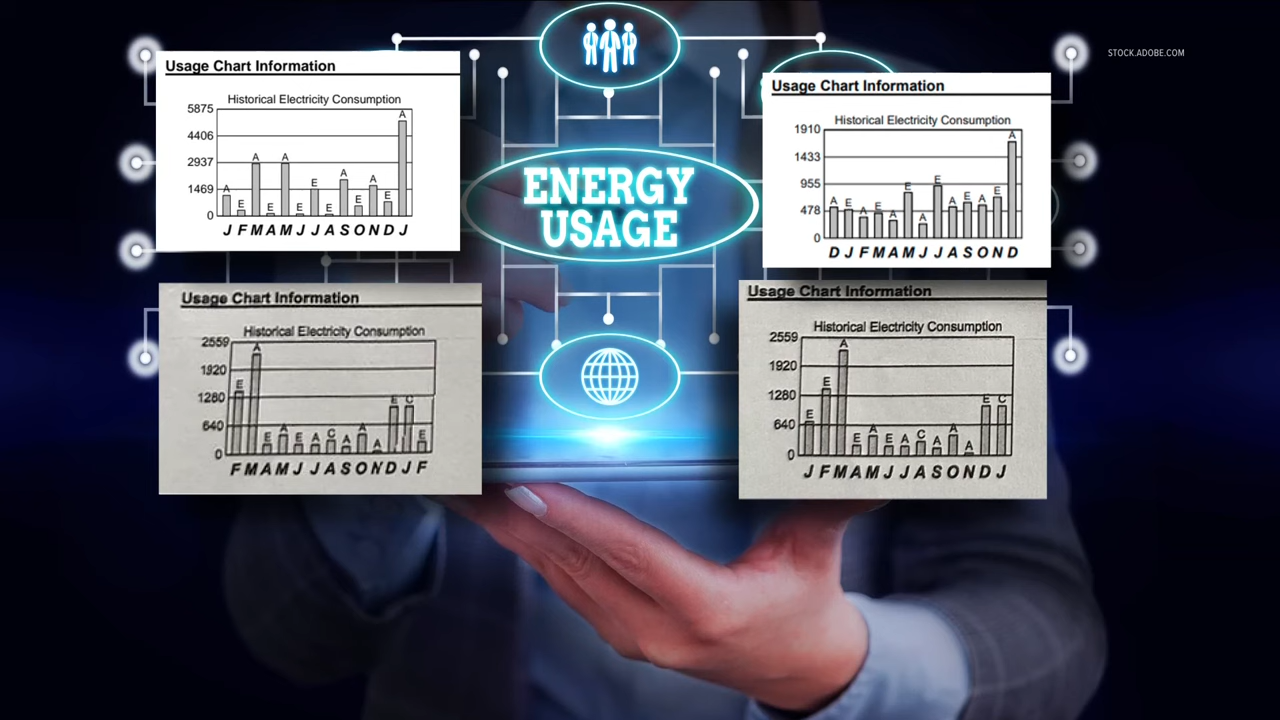 STOCK.ADOBE.COM
Usage Chart Information
Historical Electricity Consumption
5875
4406
2937
1469
0
A E A E A E E A A E A E A
J F M A M J J A S O N D J
Usage Chart Information
Historical Electricity Consumption
1910
1433
955
478
0
A E A E A E A E A E A E A
D J F M A M J J A S O N D
ENERGY
USAGE
Usage Chart Information
Historical Electricity Consumption
2559
1920
1280
640
0
E A E A E A C A A A E C E
F M A M J J A S O N D J F
Usage Chart Information
Historical Electricity Consumption
2559
1920
1280
640
0
E E A E A E A C A A A E C
J F M A M J J A S O N D J